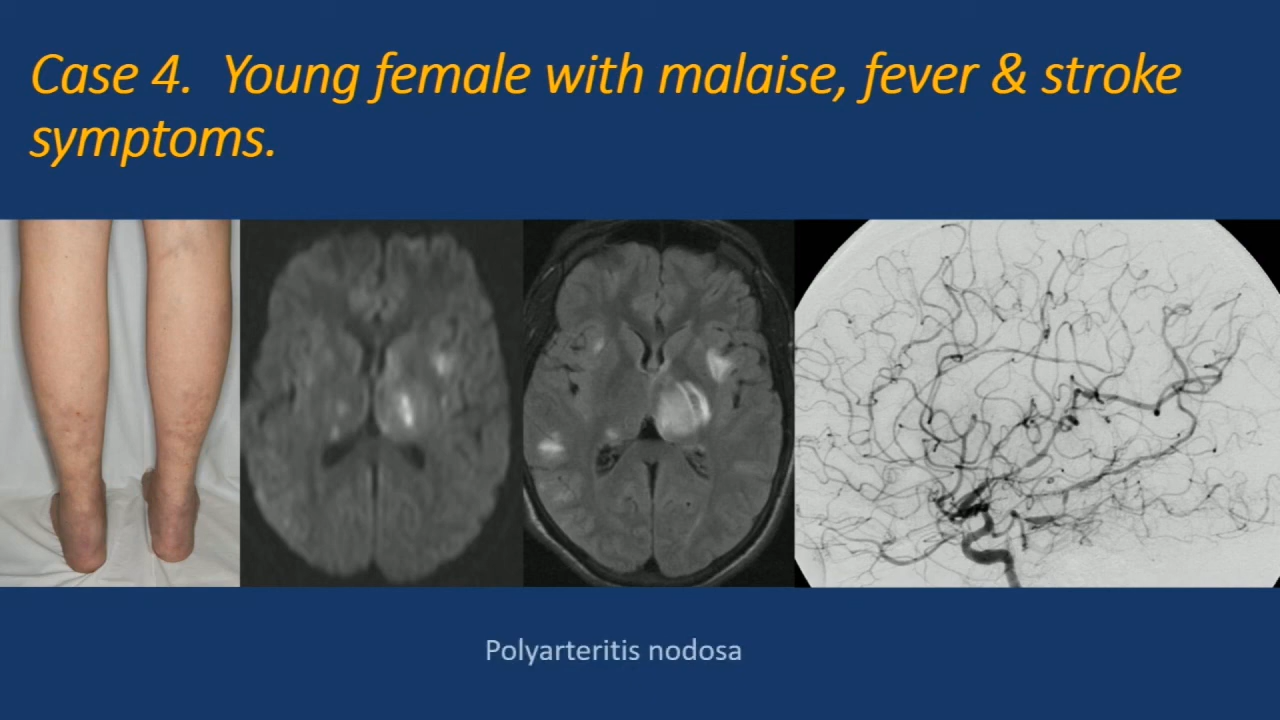 Case 4.  Young female with malaise, fever & stroke
symptoms.
Polyarteritis nodosa